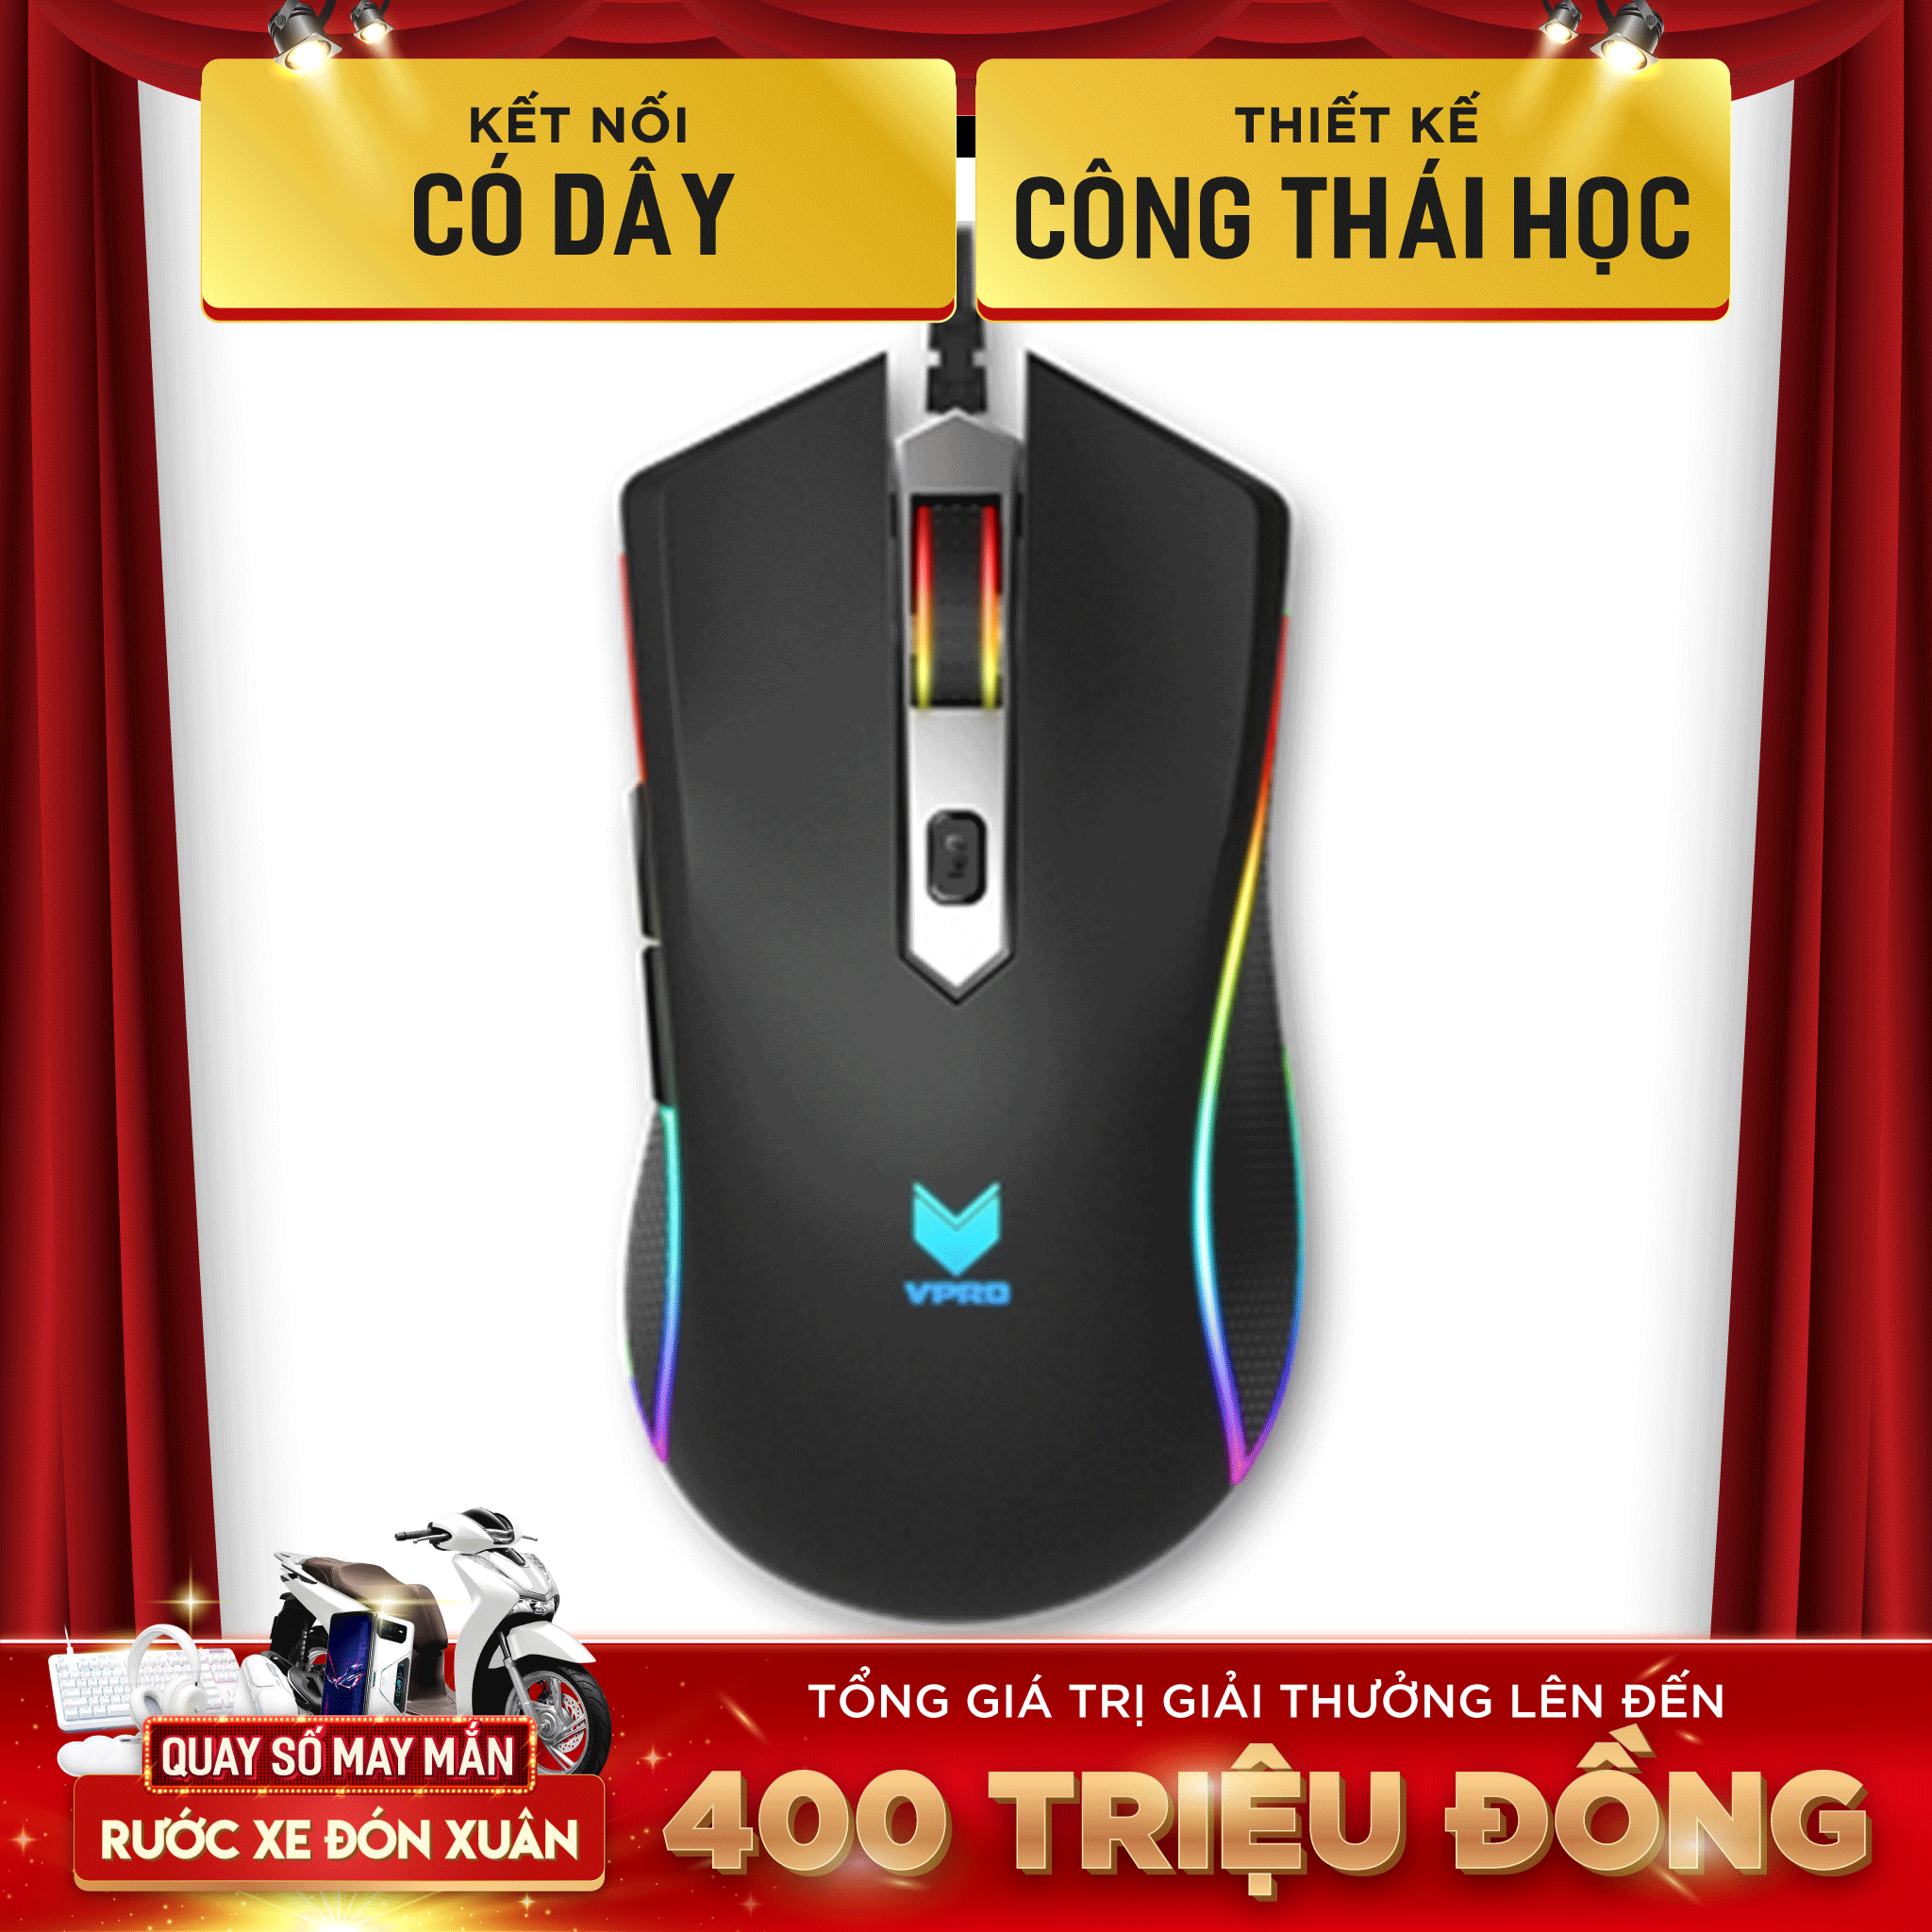 KẾT NỐI
CÓ DÂY
THIẾT KẾ
CÔNG THÁI HỌC
VPRO
QUAY SỐ MAY MẮN
RƯỚC XE ĐÓN XUÂN
TỔNG GIÁ TRỊ GIẢI THƯỞNG LÊN ĐẾN
400 TRIỆU ĐỒNG